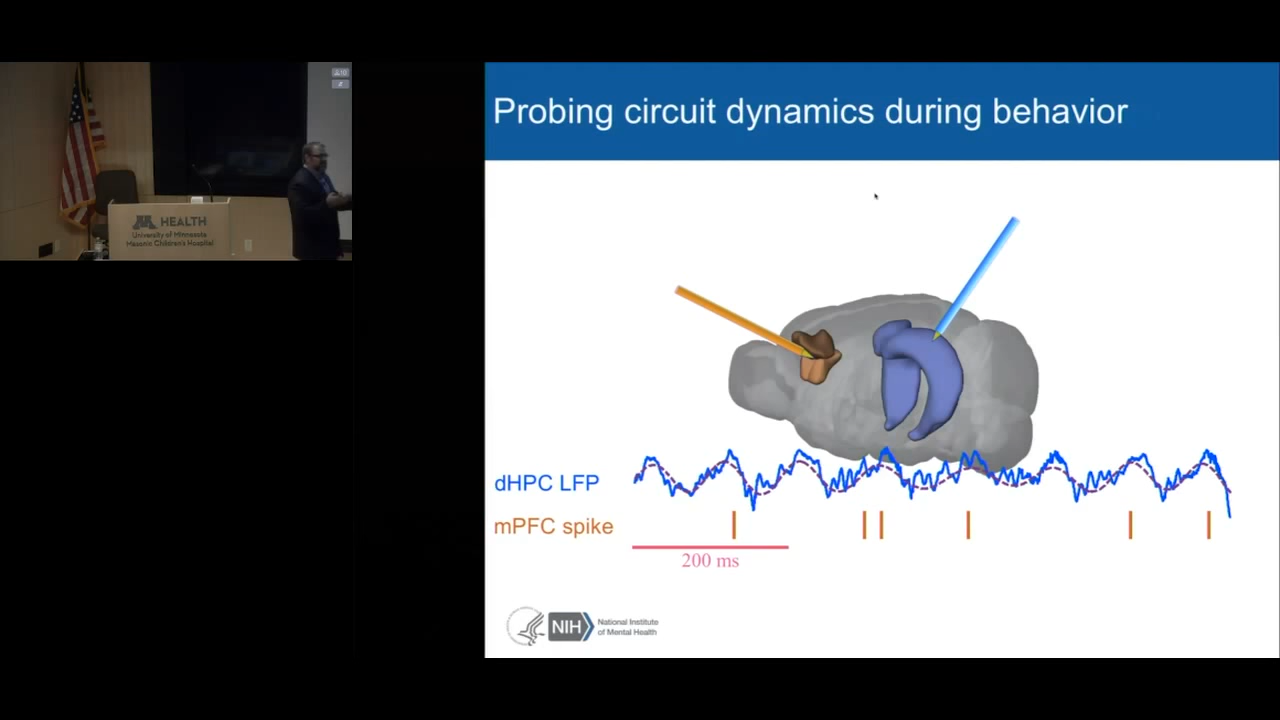 Probing circuit dynamics during behavior
HEALTH
University of Minnesota
Masonic Children's Hospital
dHPC LFP
mPFC spike
200 ms
NIH
National Institute
of Mental Health